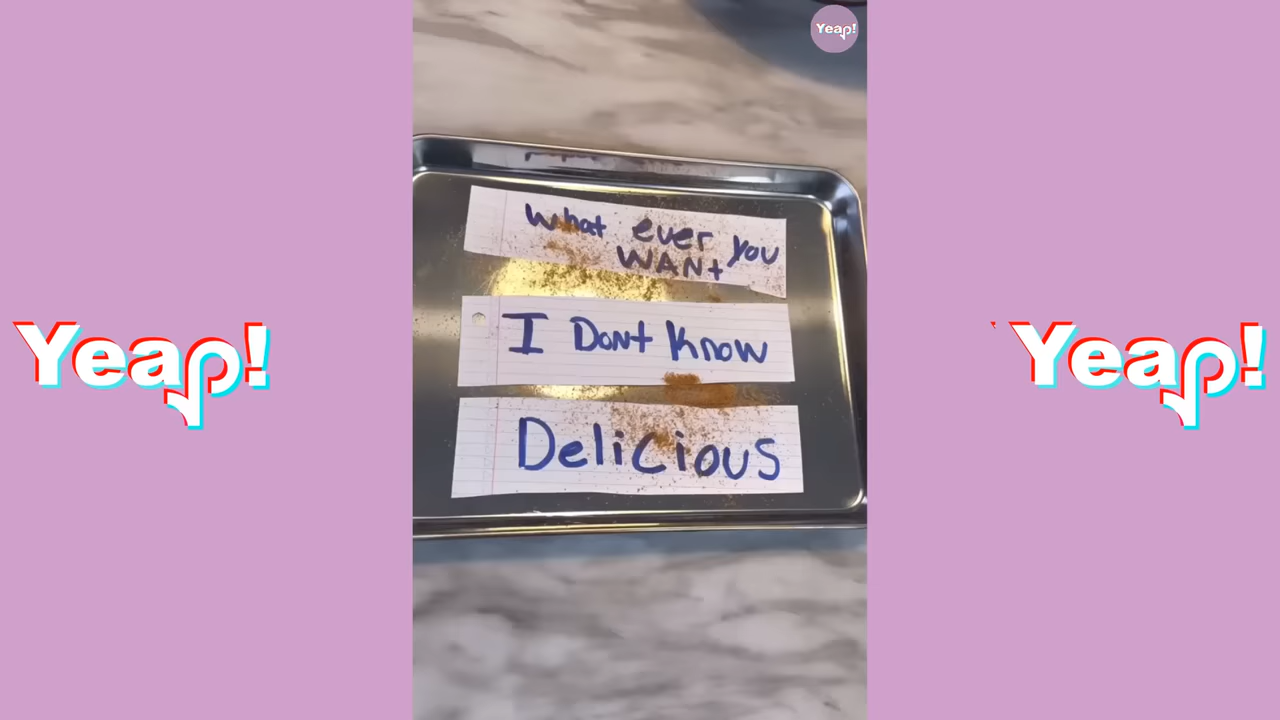 Yeap!
What ever you
WANt
I Dont know
Delicious
Yeap!
Yeap!